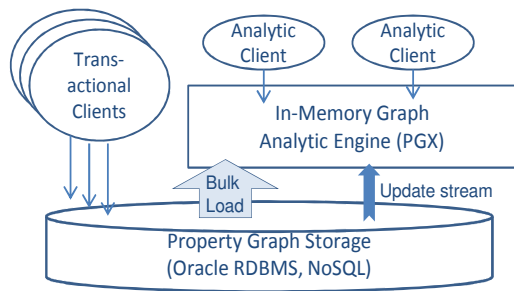 Trans-
actional
Clients
Analytic
Client
Analytic
Client
In-Memory Graph
Analytic Engine (PGX)
Bulk
Load
Update stream
Property Graph Storage
(Oracle RDBMS, NoSQL)